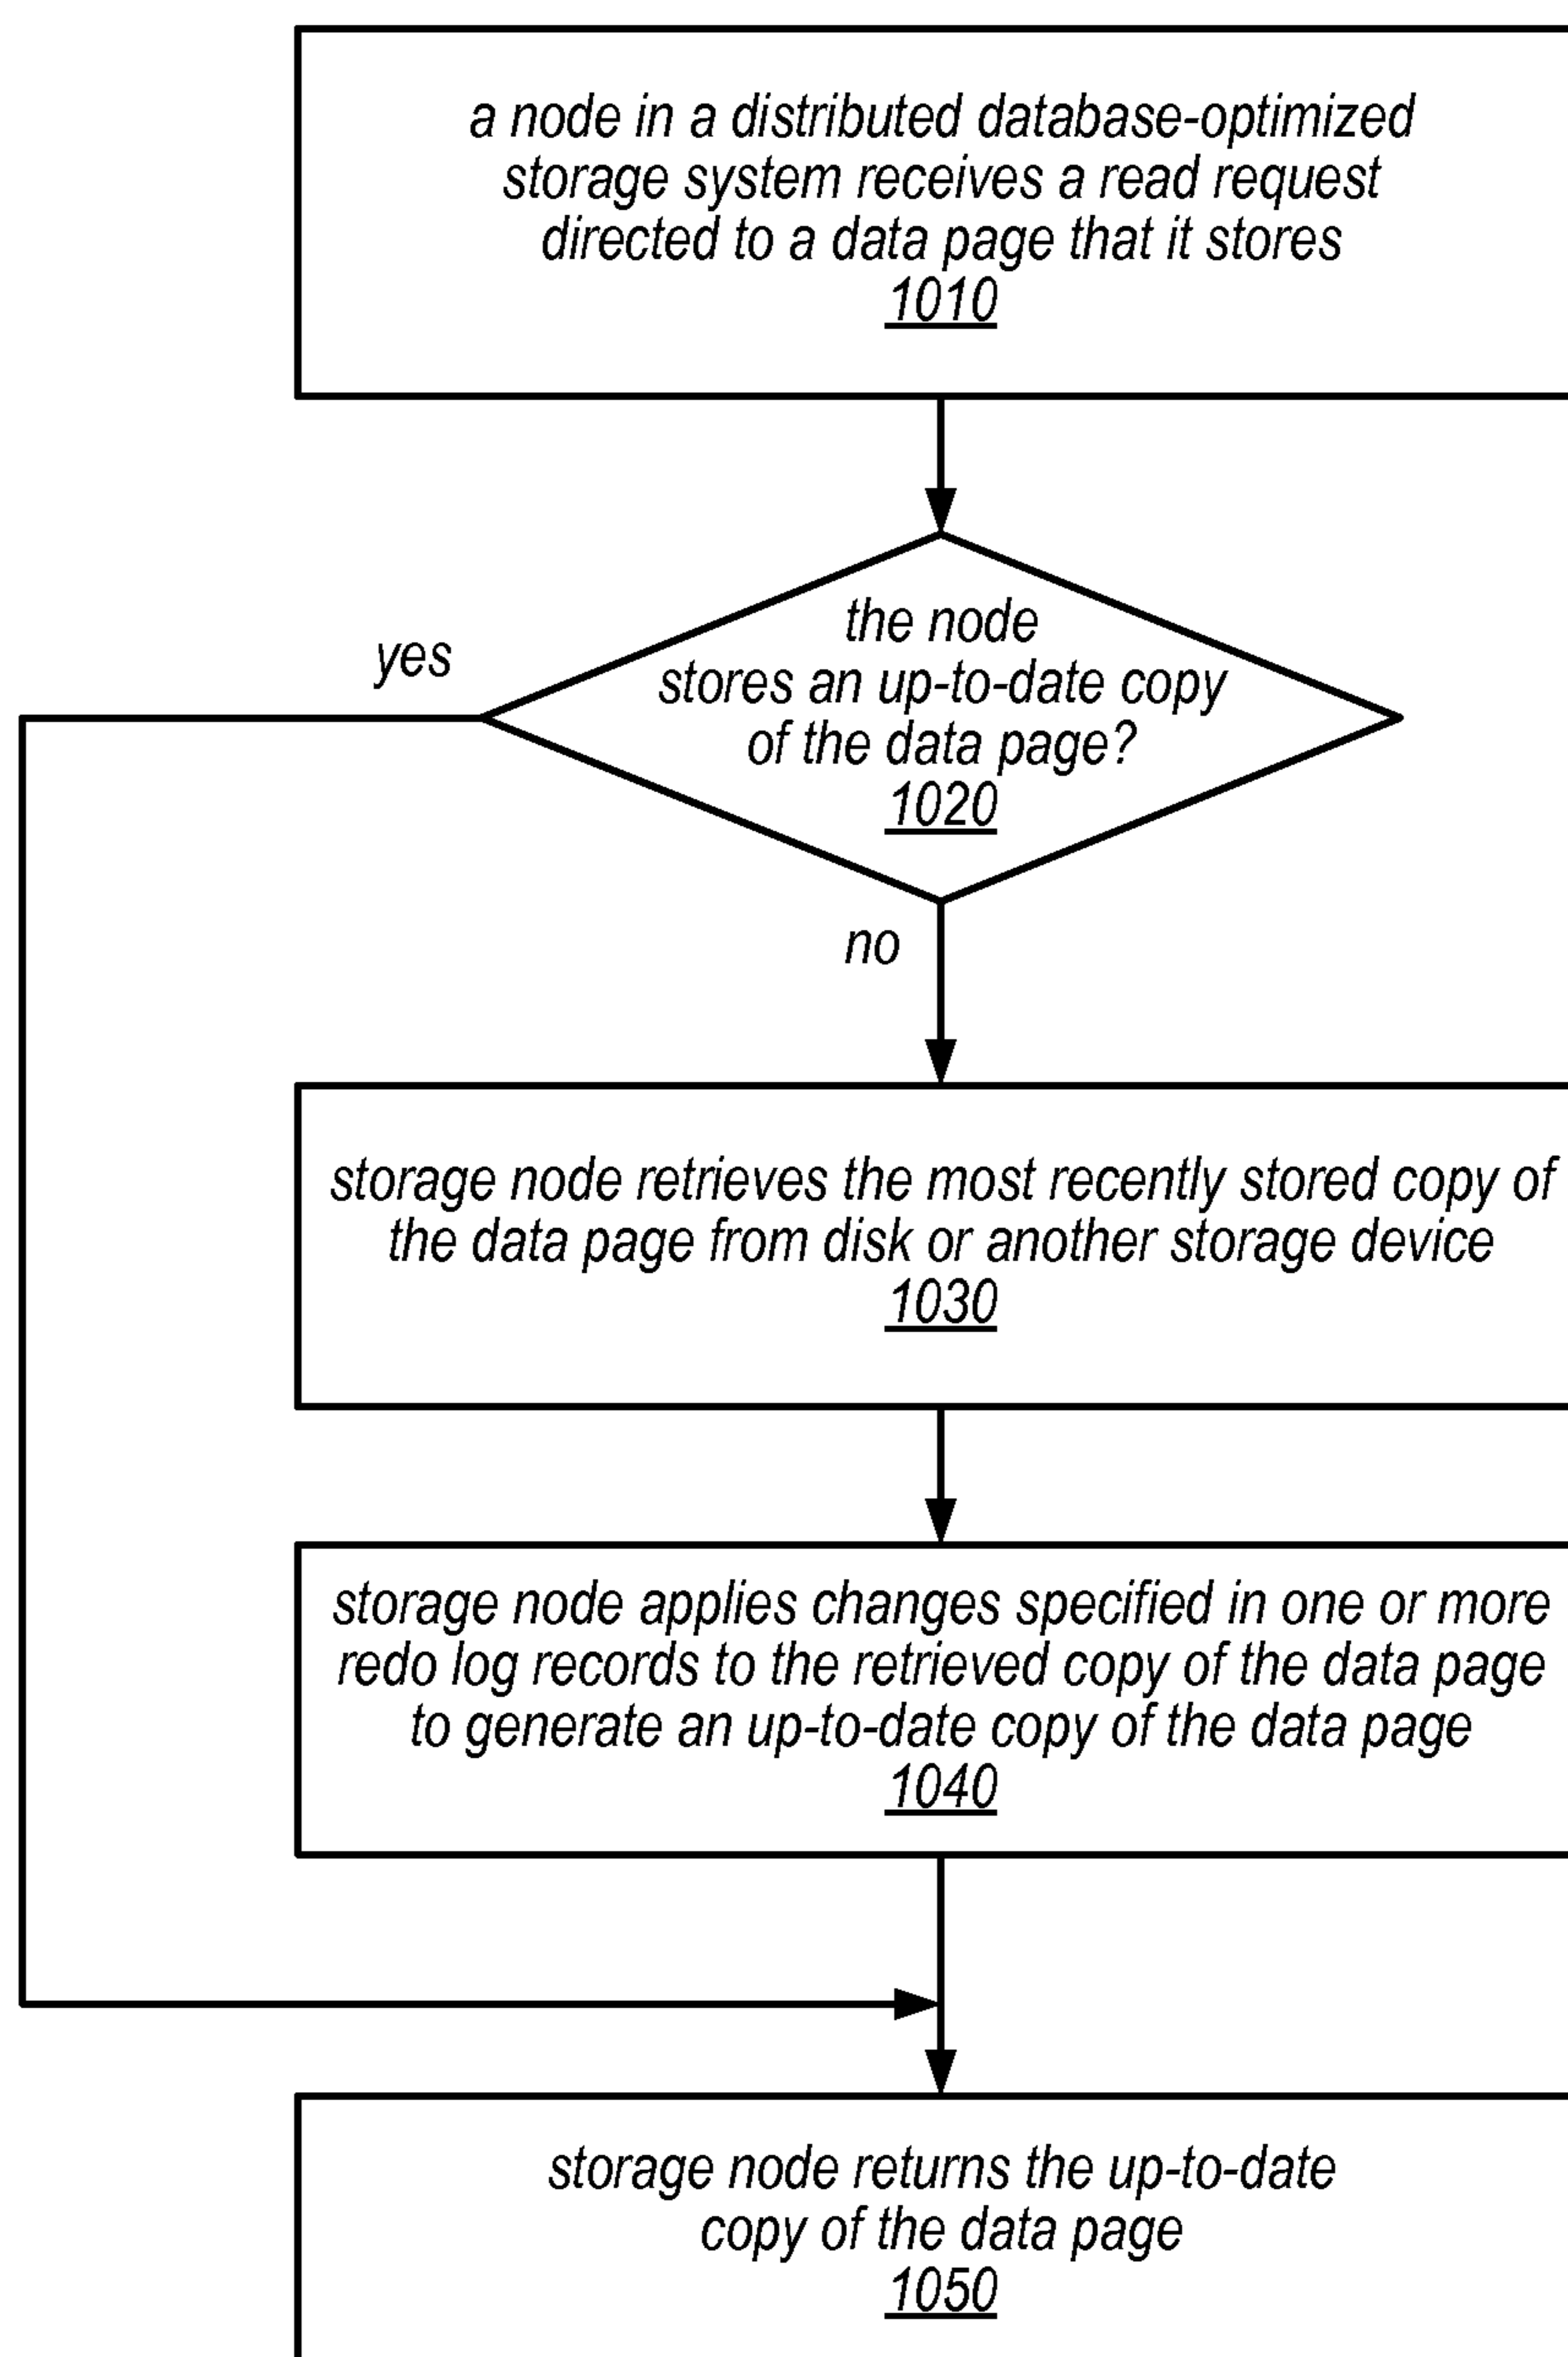 a node in a distributed database-optimized
storage system receives a read request
directed to a data page that it stores
1010
the node
stores an up-to-date copy
of the data page?
1020
yes
no
storage node retrieves the most recently stored copy of
the data page from disk or another storage device
1030
storage node applies changes specified in one or more
redo log records to the retrieved copy of the data page
to generate an up-to-date copy of the data page
1040
storage node returns the up-to-date
copy of the data page
1050